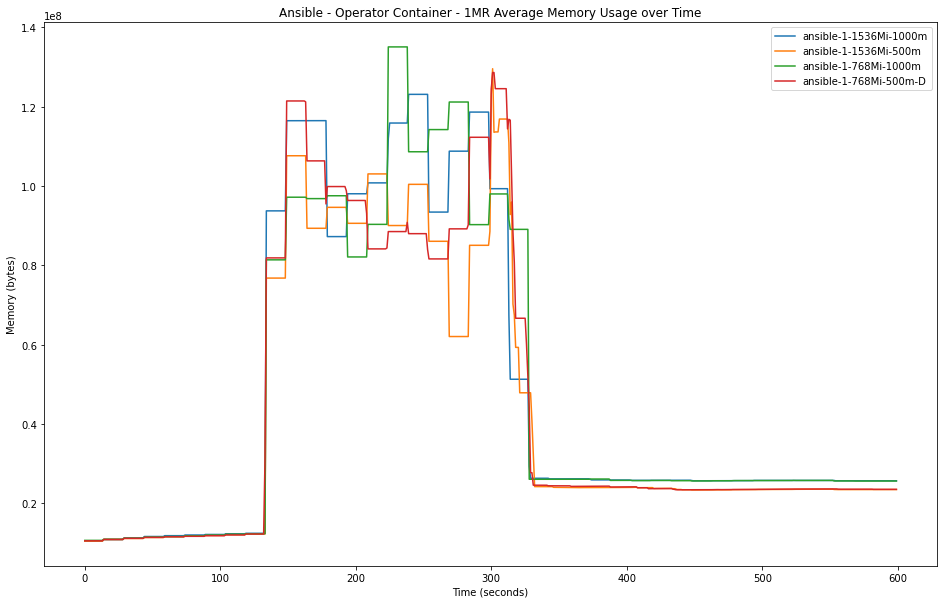 Ansible - Operator Container - 1MR Average Memory Usage over Time
1e8
ansible-1-1536Mi-1000m
ansible-1-1536Mi-500m
ansible-1-768Mi-1000m
ansible-1-768Mi-500m-D
Memory (bytes)
1.4
1.2
1.0
0.8
0.6
0.4
0.2
0 100 200 300 400 500 600
Time (seconds)